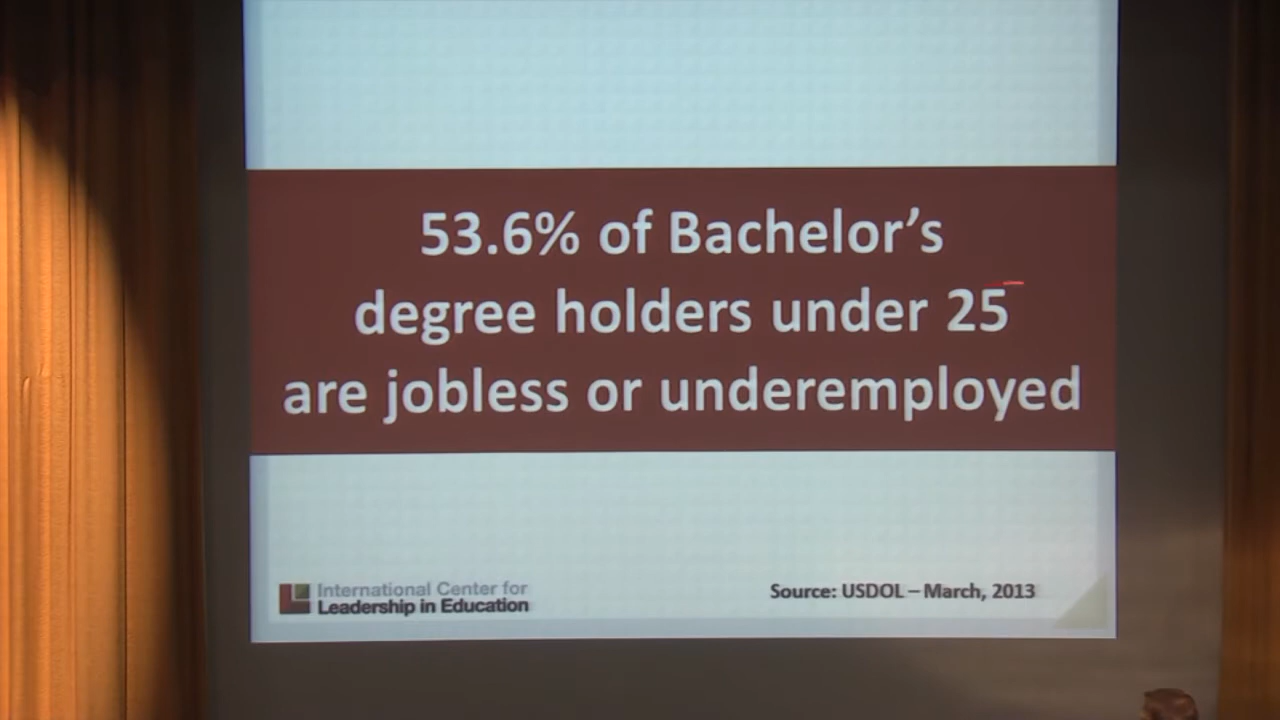 53.6% of Bachelor’s
degree holders under 25
are jobless or underemployed
International Center for
Leadership in Education
Source: USDOL – March, 2013